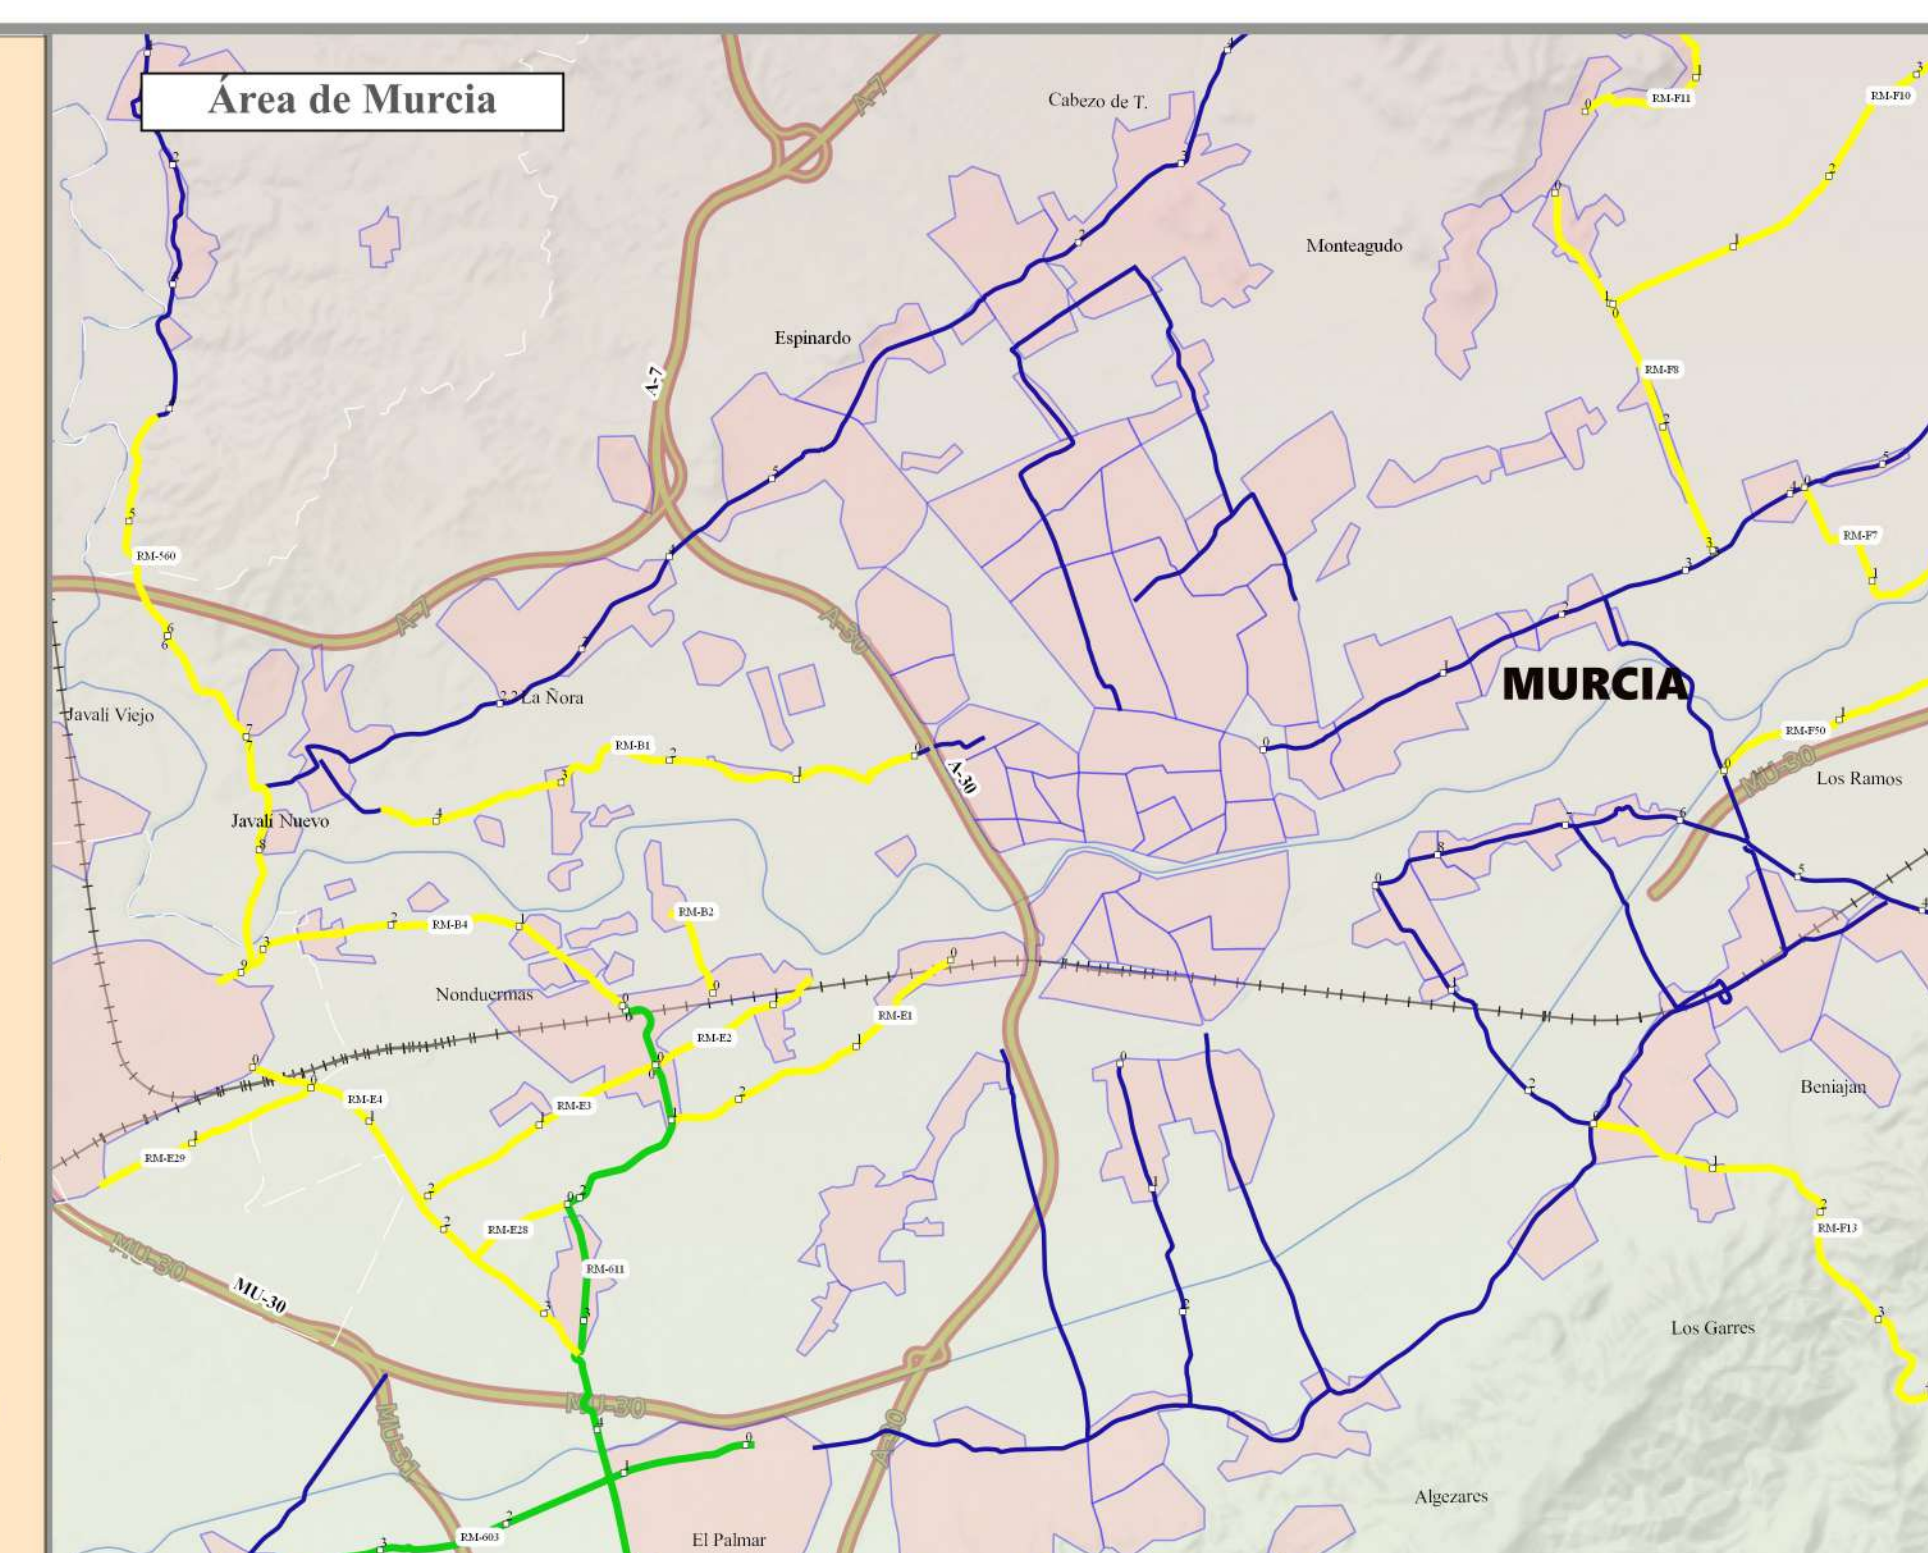 Área de Murcia
A-7
Cabezo de T.
RM-F11
RM-F10
Monteagudo
Espinardo
A-7
RM-F8
RM-F7
RM-560
A-7
A-30
La Ñora
MURCIA
Javalí Viejo
RM-B1
RM-F50
MU-30
Los Ramos
A-30
Javalí Nuevo
RM-B2
RM-B4
Nonduermas
RM-E1
RM-E2
Beniajan
RM-E4
RM-E3
RM-E29
RM-F13
RM-E28
MU-30
RM-611
MU-30
Los Garres
MU-30
MU-31
A-30
Algezares
RM-603
El Palmar